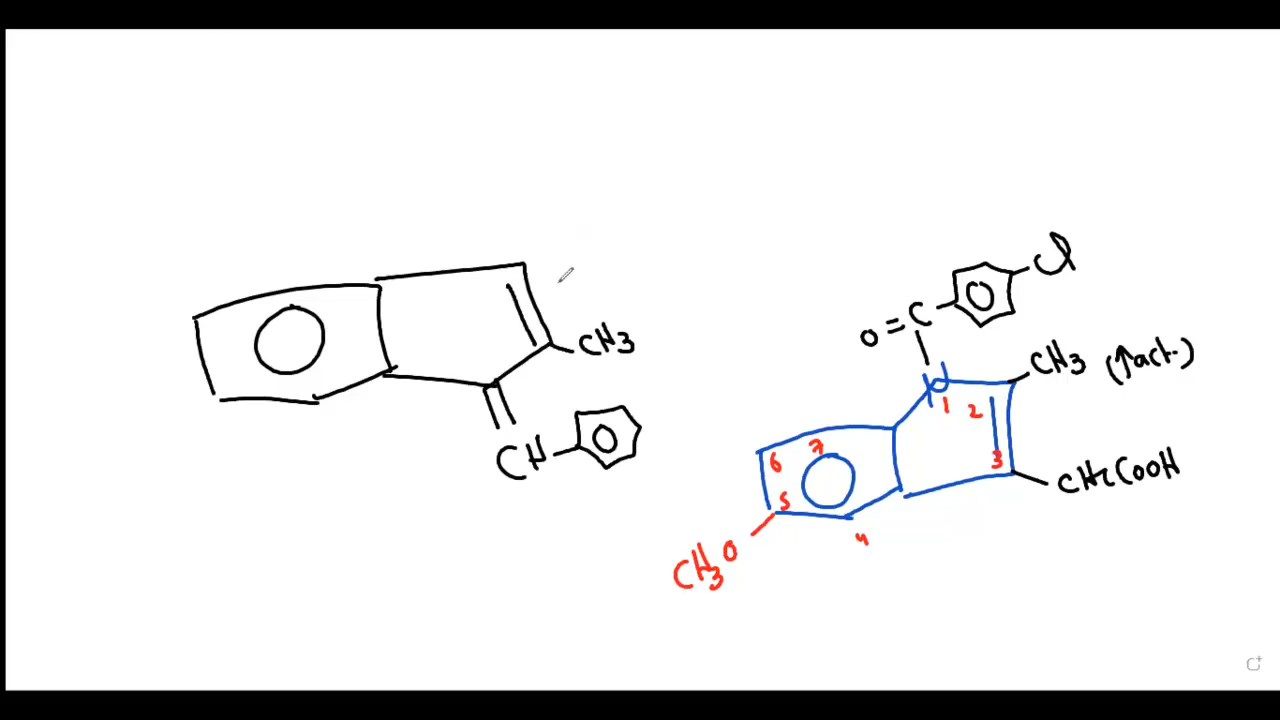 CH3
CH
Cl
O=C
CH3 (↑act.)
N
1 2
7
6
3
5
CH2COOH
4
CH3O